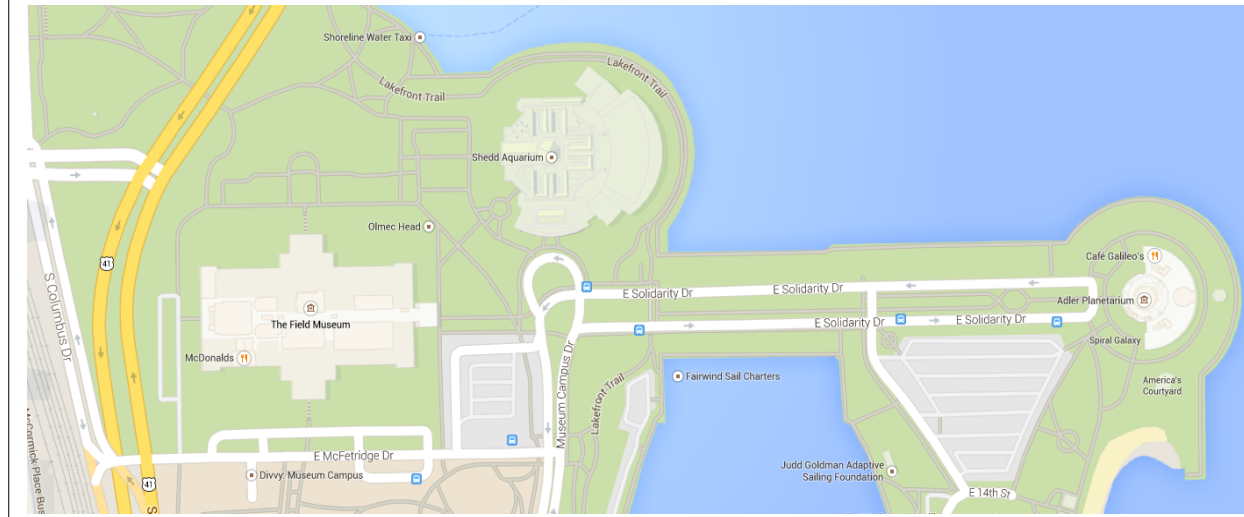 Shoreline Water Taxi
Lakefront Trail
Lakefront Trail
Shedd Aquarium
Olmec Head
Café Galileo's
41
S Columbus Dr
E Solidarity Dr
E Solidarity Dr
Adler Planetarium
The Field Museum
E Solidarity Dr
E Solidarity Dr
Spiral Galaxy
McDonalds
Museum Campus Dr
Lakefront Trail
Fairwind Sail Charters
America's
Courtyard
E McFetridge Dr
Divvy: Museum Campus
Judd Goldman Adaptive
Sailing Foundation
41
S
E 14th St
McCormick Place Bus